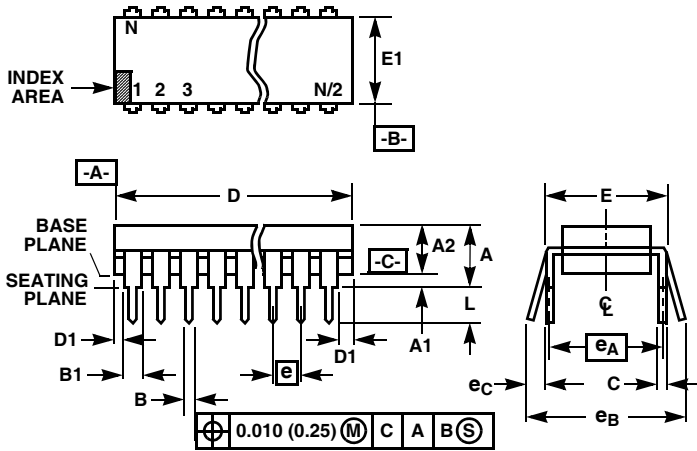 N
E1
INDEX
AREA
1 2 3 N/2
-B-
-A-
D
E
BASE
PLANE
A2
A
-C-
SEATING
PLANE
L
D1
A1
D1
e
eA
B1
eC
C
B
eB
0.010 (0.25) M C A B S
CL